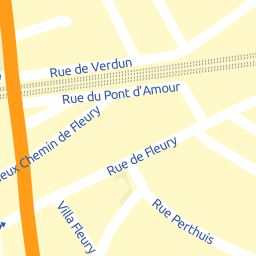 Rue de Verdun
Rue du Pont d'Amour
eux Chemin de Fleury
Rue de Fleury
Villa Fleury
Rue Perthuis